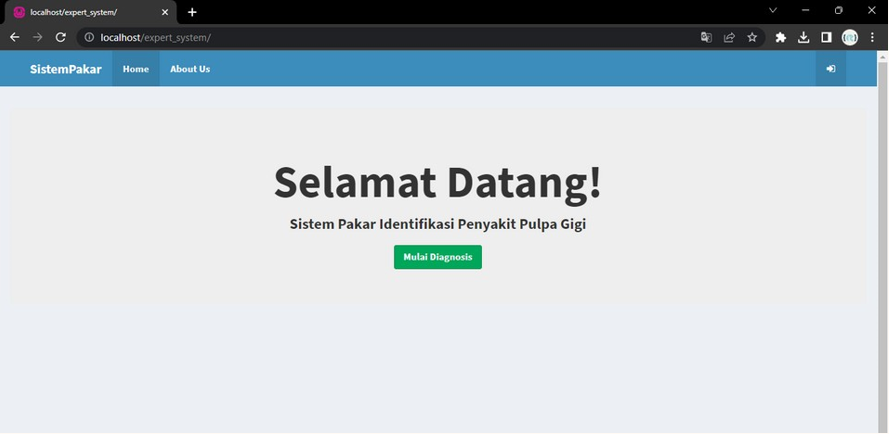 localhost/expert_system/
localhost/expert_system/
SistemPakar Home About Us
Selamat Datang!
Sistem Pakar Identifikasi Penyakit Pulpa Gigi
Mulai Diagnosis